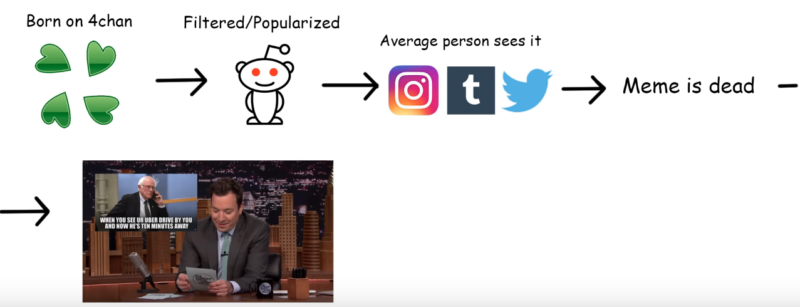 Born on 4chan
Filtered/Popularized
Average person sees it
t
Meme is dead
WHEN YOU SEE UR UBER DRIVE BY YOU
AND NOW HE'S TEN MINUTES AWAY